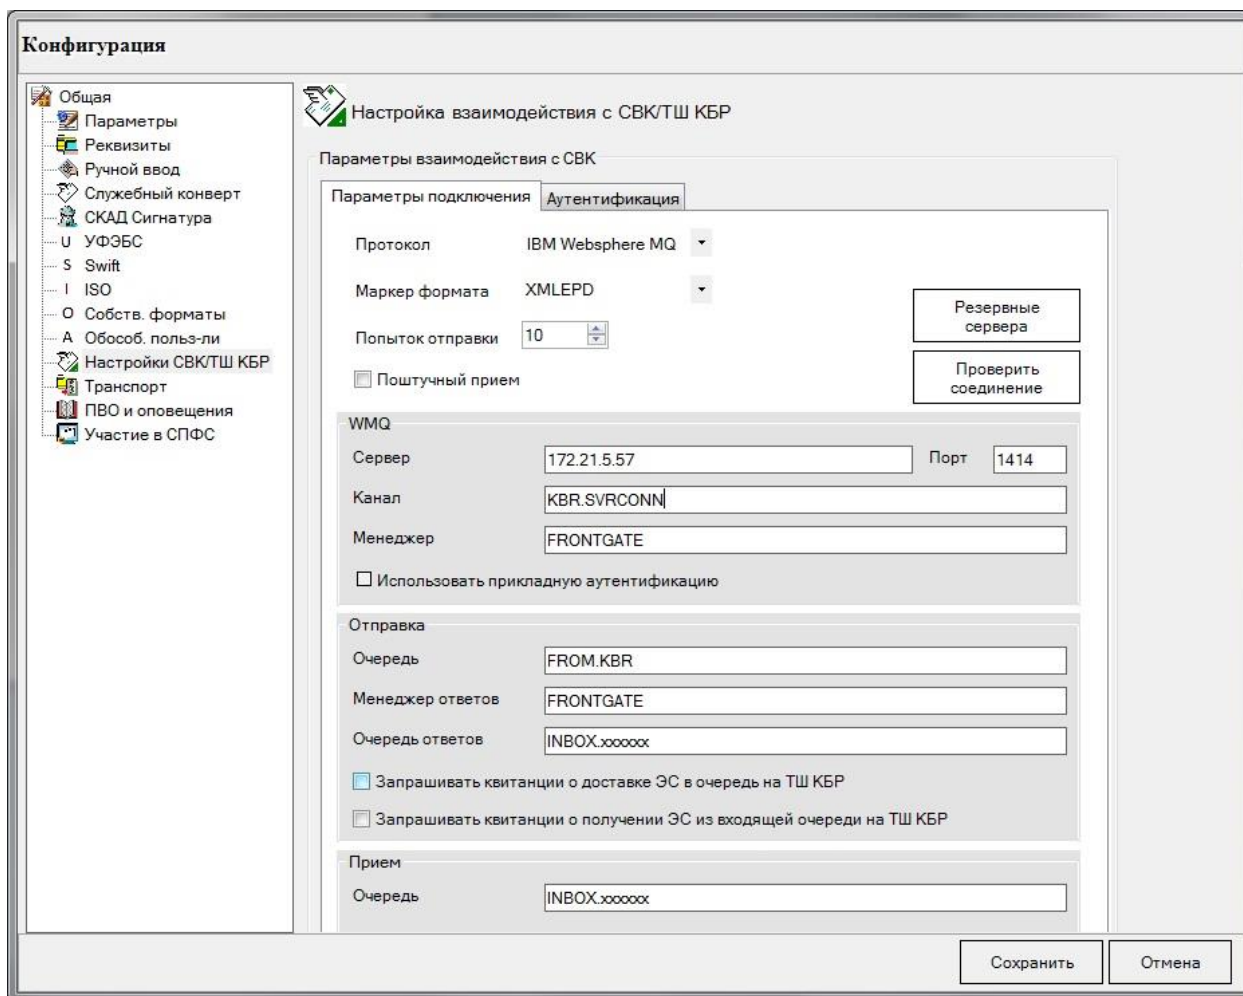 Конфигурация
Общая
Параметры
Реквизиты
Ручной ввод
Служебный конверт
СКАД Сигнатура
U УФЭБС
S Swift
I ISO
O Собств. форматы
A Обособ. польз-ли
Настройки СВК/ТШ КБР
Транспорт
ПВО и оповещения
Участие в СПФС
Настройка взаимодействия с СВК/ТШ КБР
Параметры взаимодействия с СВК
Параметры подключения Аутентификация
Протокол IBM Websphere MQ
Маркер формата XMLEPD
Попыток отправки 10
Поштучный прием
Резервные
сервера
Проверить
соединение
WMQ
Сервер 172.21.5.57 Порт 1414
Канал KBR.SVRCONN
Менеджер FRONTGATE
Использовать прикладную аутентификацию
Отправка
Очередь FROM.KBR
Менеджер ответов FRONTGATE
Очередь ответов INBOX.xxxxxx
Запрашивать квитанции о доставке ЭС в очередь на ТШ КБР
Запрашивать квитанции о получении ЭС из входящей очереди на ТШ КБР
Прием
Очередь INBOX.xxxxxx
Сохранить Отмена